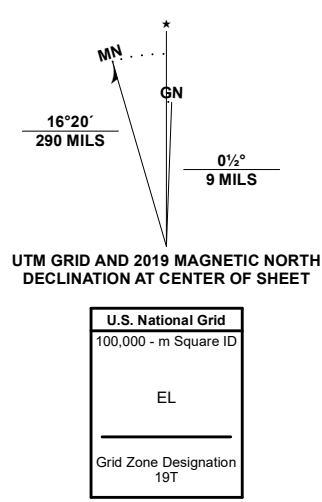 ★
MN
GN
16°20´
290 MILS
0½°
9 MILS
UTM GRID AND 2019 MAGNETIC NORTH
DECLINATION AT CENTER OF SHEET
U.S. National Grid
100,000 - m Square ID
EL
Grid Zone Designation
19T